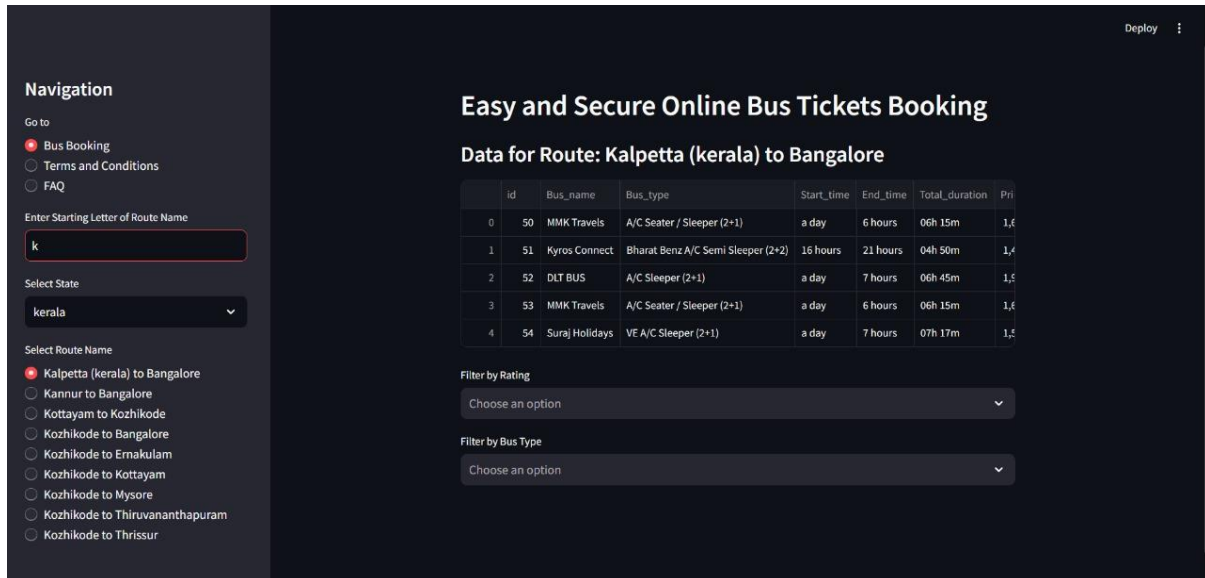 Deploy
Navigation
Go to
Bus Booking
Terms and Conditions
FAQ
Enter Starting Letter of Route Name
k
Select State
kerala
Select Route Name
Kalpetta (kerala) to Bangalore
Kannur to Bangalore
Kottayam to Kozhikode
Kozhikode to Bangalore
Kozhikode to Ernakulam
Kozhikode to Kottayam
Kozhikode to Mysore
Kozhikode to Thiruvananthapuram
Kozhikode to Thrissur
Easy and Secure Online Bus Tickets Booking
Data for Route: Kalpetta (kerala) to Bangalore
id Bus_name Bus_type Start_time End_time Total_duration Pri
0 50 MMK Travels A/C Seater / Sleeper (2+1) a day 6 hours 06h 15m
1 51 Kyros Connect Bharat Benz A/C Semi Sleeper (2+2) 16 hours 21 hours 04h 50m
2 52 DLT BUS A/C Sleeper (2+1) a day 7 hours 06h 45m
3 53 MMK Travels A/C Seater / Sleeper (2+1) a day 6 hours 06h 15m
4 54 Suraj Holidays VE A/C Sleeper (2+1) a day 7 hours 07h 17m
Filter by Rating
Choose an option
Filter by Bus Type
Choose an option